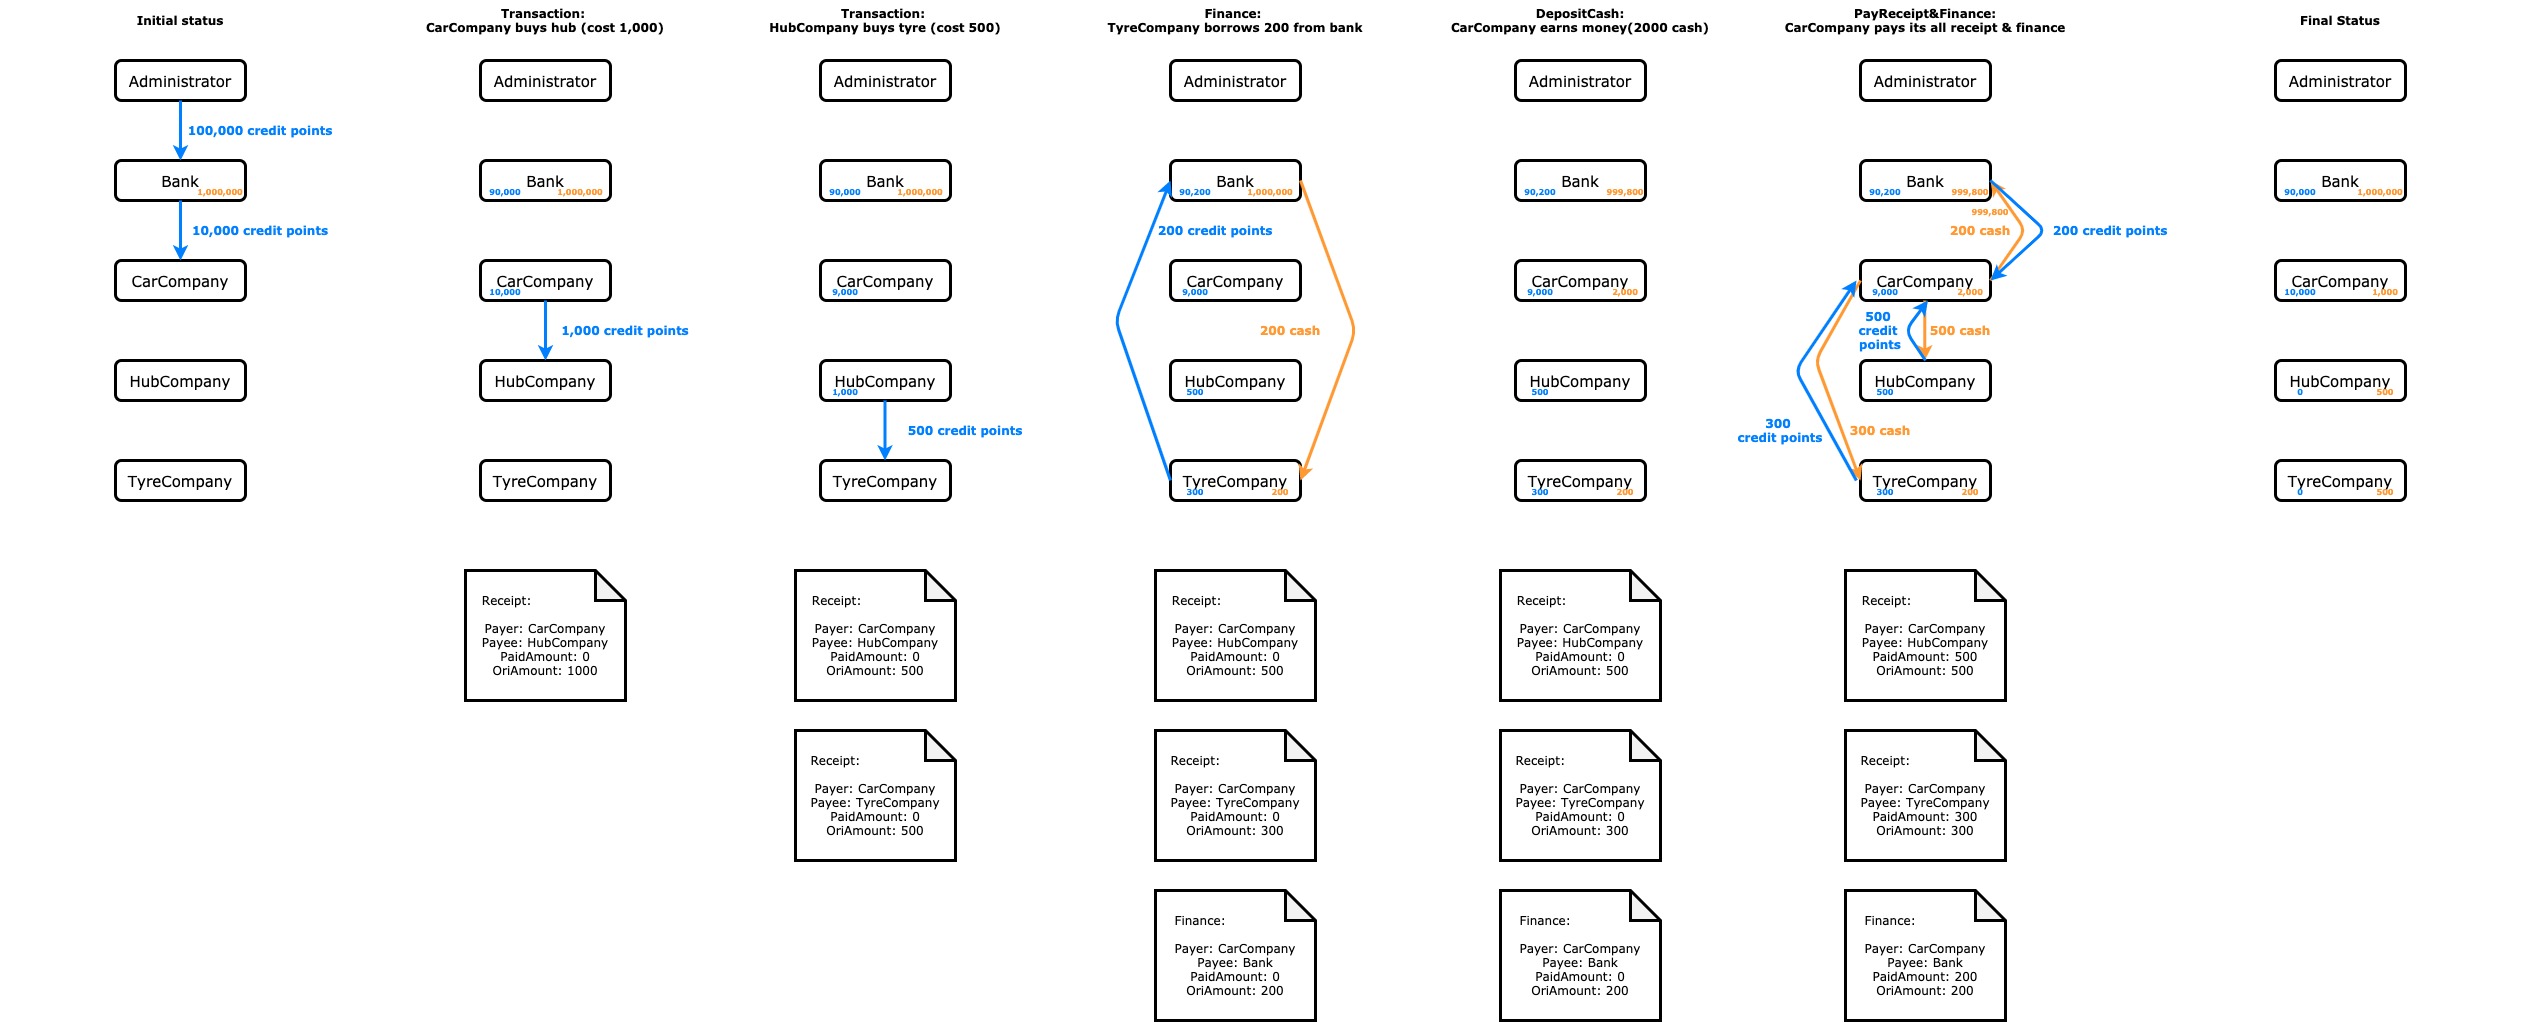 Initial status
Administrator
100,000 credit points
Bank
1,000,000
10,000 credit points
CarCompany
HubCompany
TyreCompany
Transaction:
CarCompany buys hub (cost 1,000)
Administrator
Bank
90,000
1,000,000
CarCompany
10,000
1,000 credit points
HubCompany
TyreCompany
Receipt:
Payer: CarCompany
Payee: HubCompany
PaidAmount: 0
OriAmount: 1000
Transaction:
HubCompany buys tyre (cost 500)
Administrator
Bank
90,000
1,000,000
CarCompany
9,000
HubCompany
1,000
500 credit points
TyreCompany
Receipt:
Payer: CarCompany
Payee: HubCompany
PaidAmount: 0
OriAmount: 500
Receipt:
Payer: CarCompany
Payee: TyreCompany
PaidAmount: 0
OriAmount: 500
Finance:
TyreCompany borrows 200 from bank
Administrator
Bank
90,200
1,000,000
200 credit points
CarCompany
9,000
200 cash
HubCompany
500
TyreCompany
300
200
Receipt:
Payer: CarCompany
Payee: HubCompany
PaidAmount: 0
OriAmount: 500
Receipt:
Payer: CarCompany
Payee: TyreCompany
PaidAmount: 0
OriAmount: 300
Finance:
Payer: CarCompany
Payee: Bank
PaidAmount: 0
OriAmount: 200
DepositCash:
CarCompany earns money(2000 cash)
Administrator
Bank
90,200
999,800
CarCompany
9,000
2,000
HubCompany
500
TyreCompany
300
200
Receipt:
Payer: CarCompany
Payee: HubCompany
PaidAmount: 0
OriAmount: 500
Receipt:
Payer: CarCompany
Payee: TyreCompany
PaidAmount: 0
OriAmount: 300
Finance:
Payer: CarCompany
Payee: Bank
PaidAmount: 0
OriAmount: 200
PayReceipt&Finance:
CarCompany pays its all receipt & finance
Administrator
Bank
90,200
999,800
999,800
200 cash
200 credit points
CarCompany
9,000
2,000
500
credit
points
500 cash
HubCompany
500
300
credit points
300 cash
TyreCompany
300
200
Receipt:
Payer: CarCompany
Payee: HubCompany
PaidAmount: 500
OriAmount: 500
Receipt:
Payer: CarCompany
Payee: TyreCompany
PaidAmount: 300
OriAmount: 300
Finance:
Payer: CarCompany
Payee: Bank
PaidAmount: 200
OriAmount: 200
Final Status
Administrator
Bank
90,000
1,000,000
CarCompany
10,000
1,000
HubCompany
0
500
TyreCompany
0
500